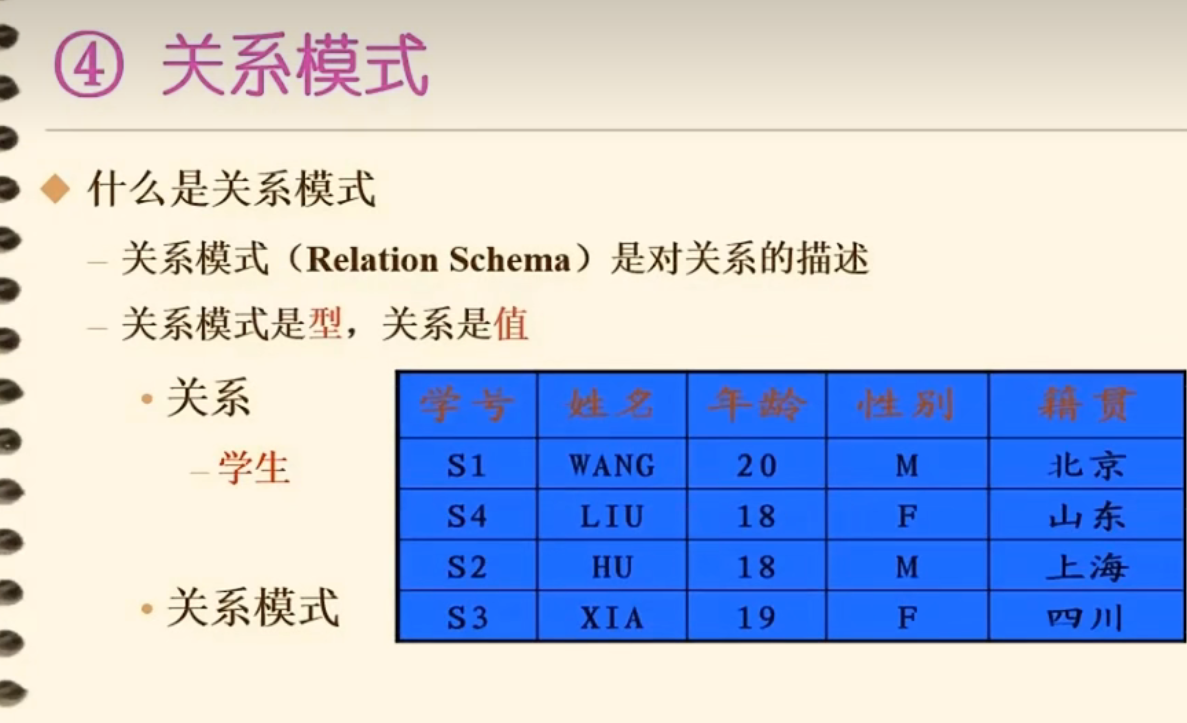 ④ 关系模式
什么是关系模式
– 关系模式（Relation Schema）是对关系的描述
– 关系模式是型，关系是值
• 关系
– 学生
• 关系模式
学号 姓名 年龄 性别 籍贯
S1 WANG 20 M 北京
S4 LIU 18 F 山东
S2 HU 18 M 上海
S3 XIA 19 F 四川